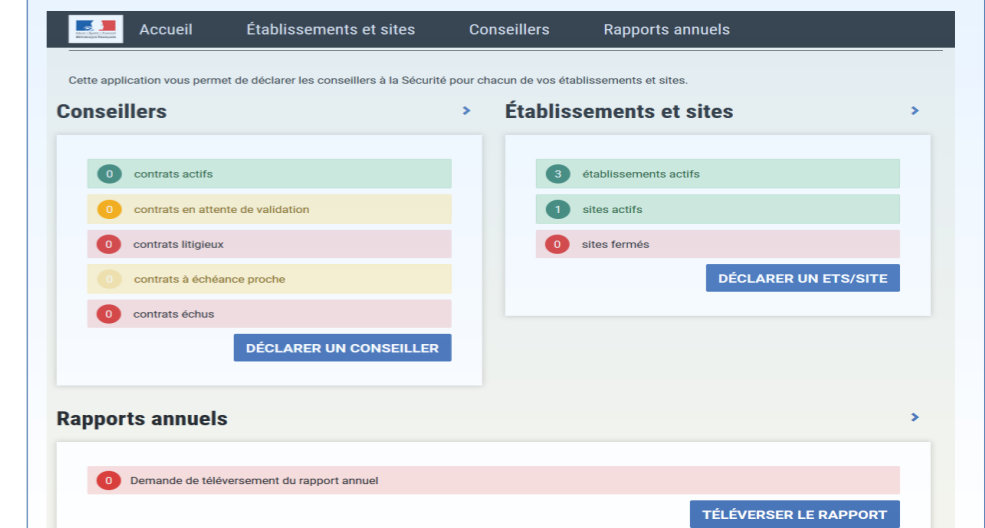 Accueil Établissements et sites Conseillers Rapports annuels
Cette application vous permet de déclarer les conseillers à la Sécurité pour chacun de vos établissements et sites.
Conseillers >
0 contrats actifs
0 contrats en attente de validation
0 contrats litigieux
0 contrats à échéance proche
0 contrats échus
DÉCLARER UN CONSEILLER
Établissements et sites >
3 établissements actifs
1 sites actifs
0 sites fermés
DÉCLARER UN ETS/SITE
Rapports annuels >
0 Demande de téléversement du rapport annuel
TÉLÉVERSER LE RAPPORT